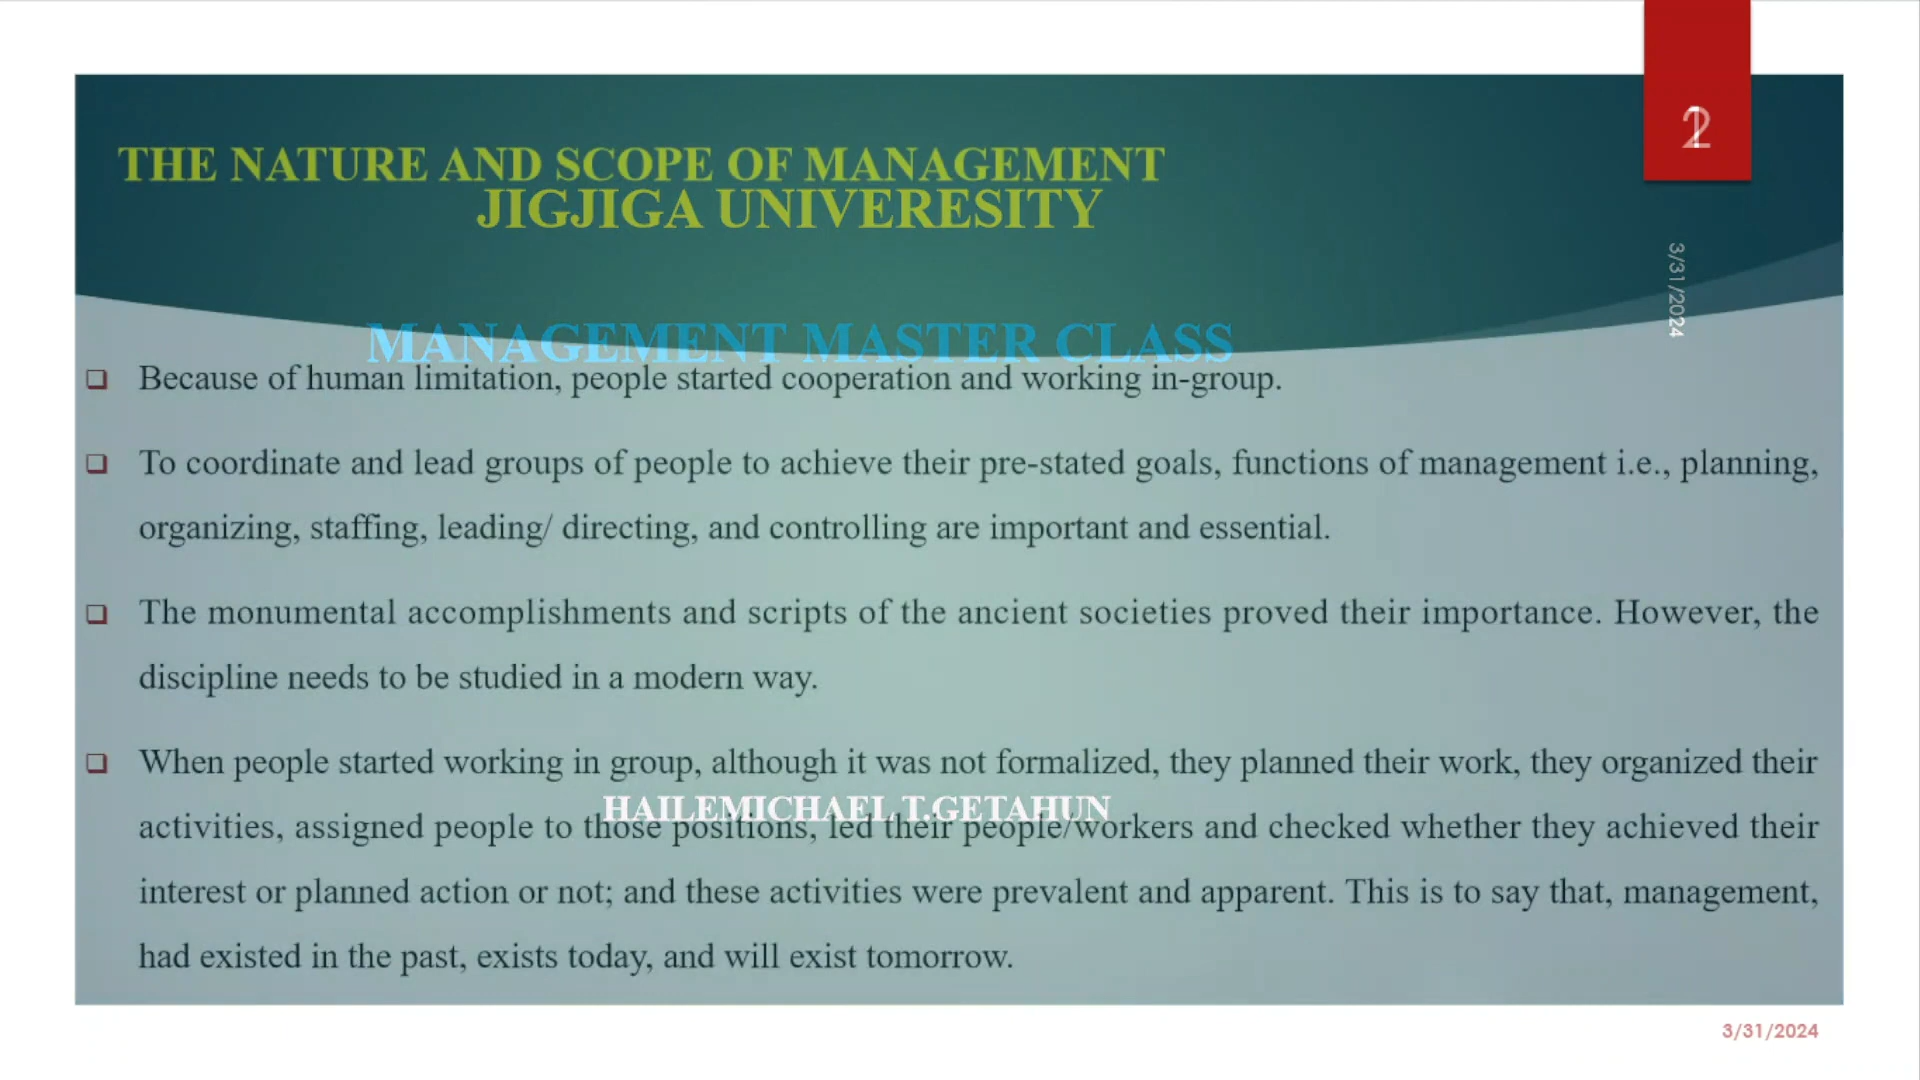 THE NATURE AND SCOPE OF MANAGEMENT
JIGJIGA UNIVERESITY
MANAGEMENT MASTER CLASS
Because of human limitation, people started cooperation and working in-group.
To coordinate and lead groups of people to achieve their pre-stated goals, functions of management i.e., planning,
organizing, staffing, leading/ directing, and controlling are important and essential.
The monumental accomplishments and scripts of the ancient societies proved their importance. However, the
discipline needs to be studied in a modern way.
When people started working in group, although it was not formalized, they planned their work, they organized their
HAILEMICHAEL T.GETAHUN
activities, assigned people to those positions, led their people/workers and checked whether they achieved their
interest or planned action or not; and these activities were prevalent and apparent. This is to say that, management,
had existed in the past, exists today, and will exist tomorrow.
1
2
3/31/2024
3/31/2024